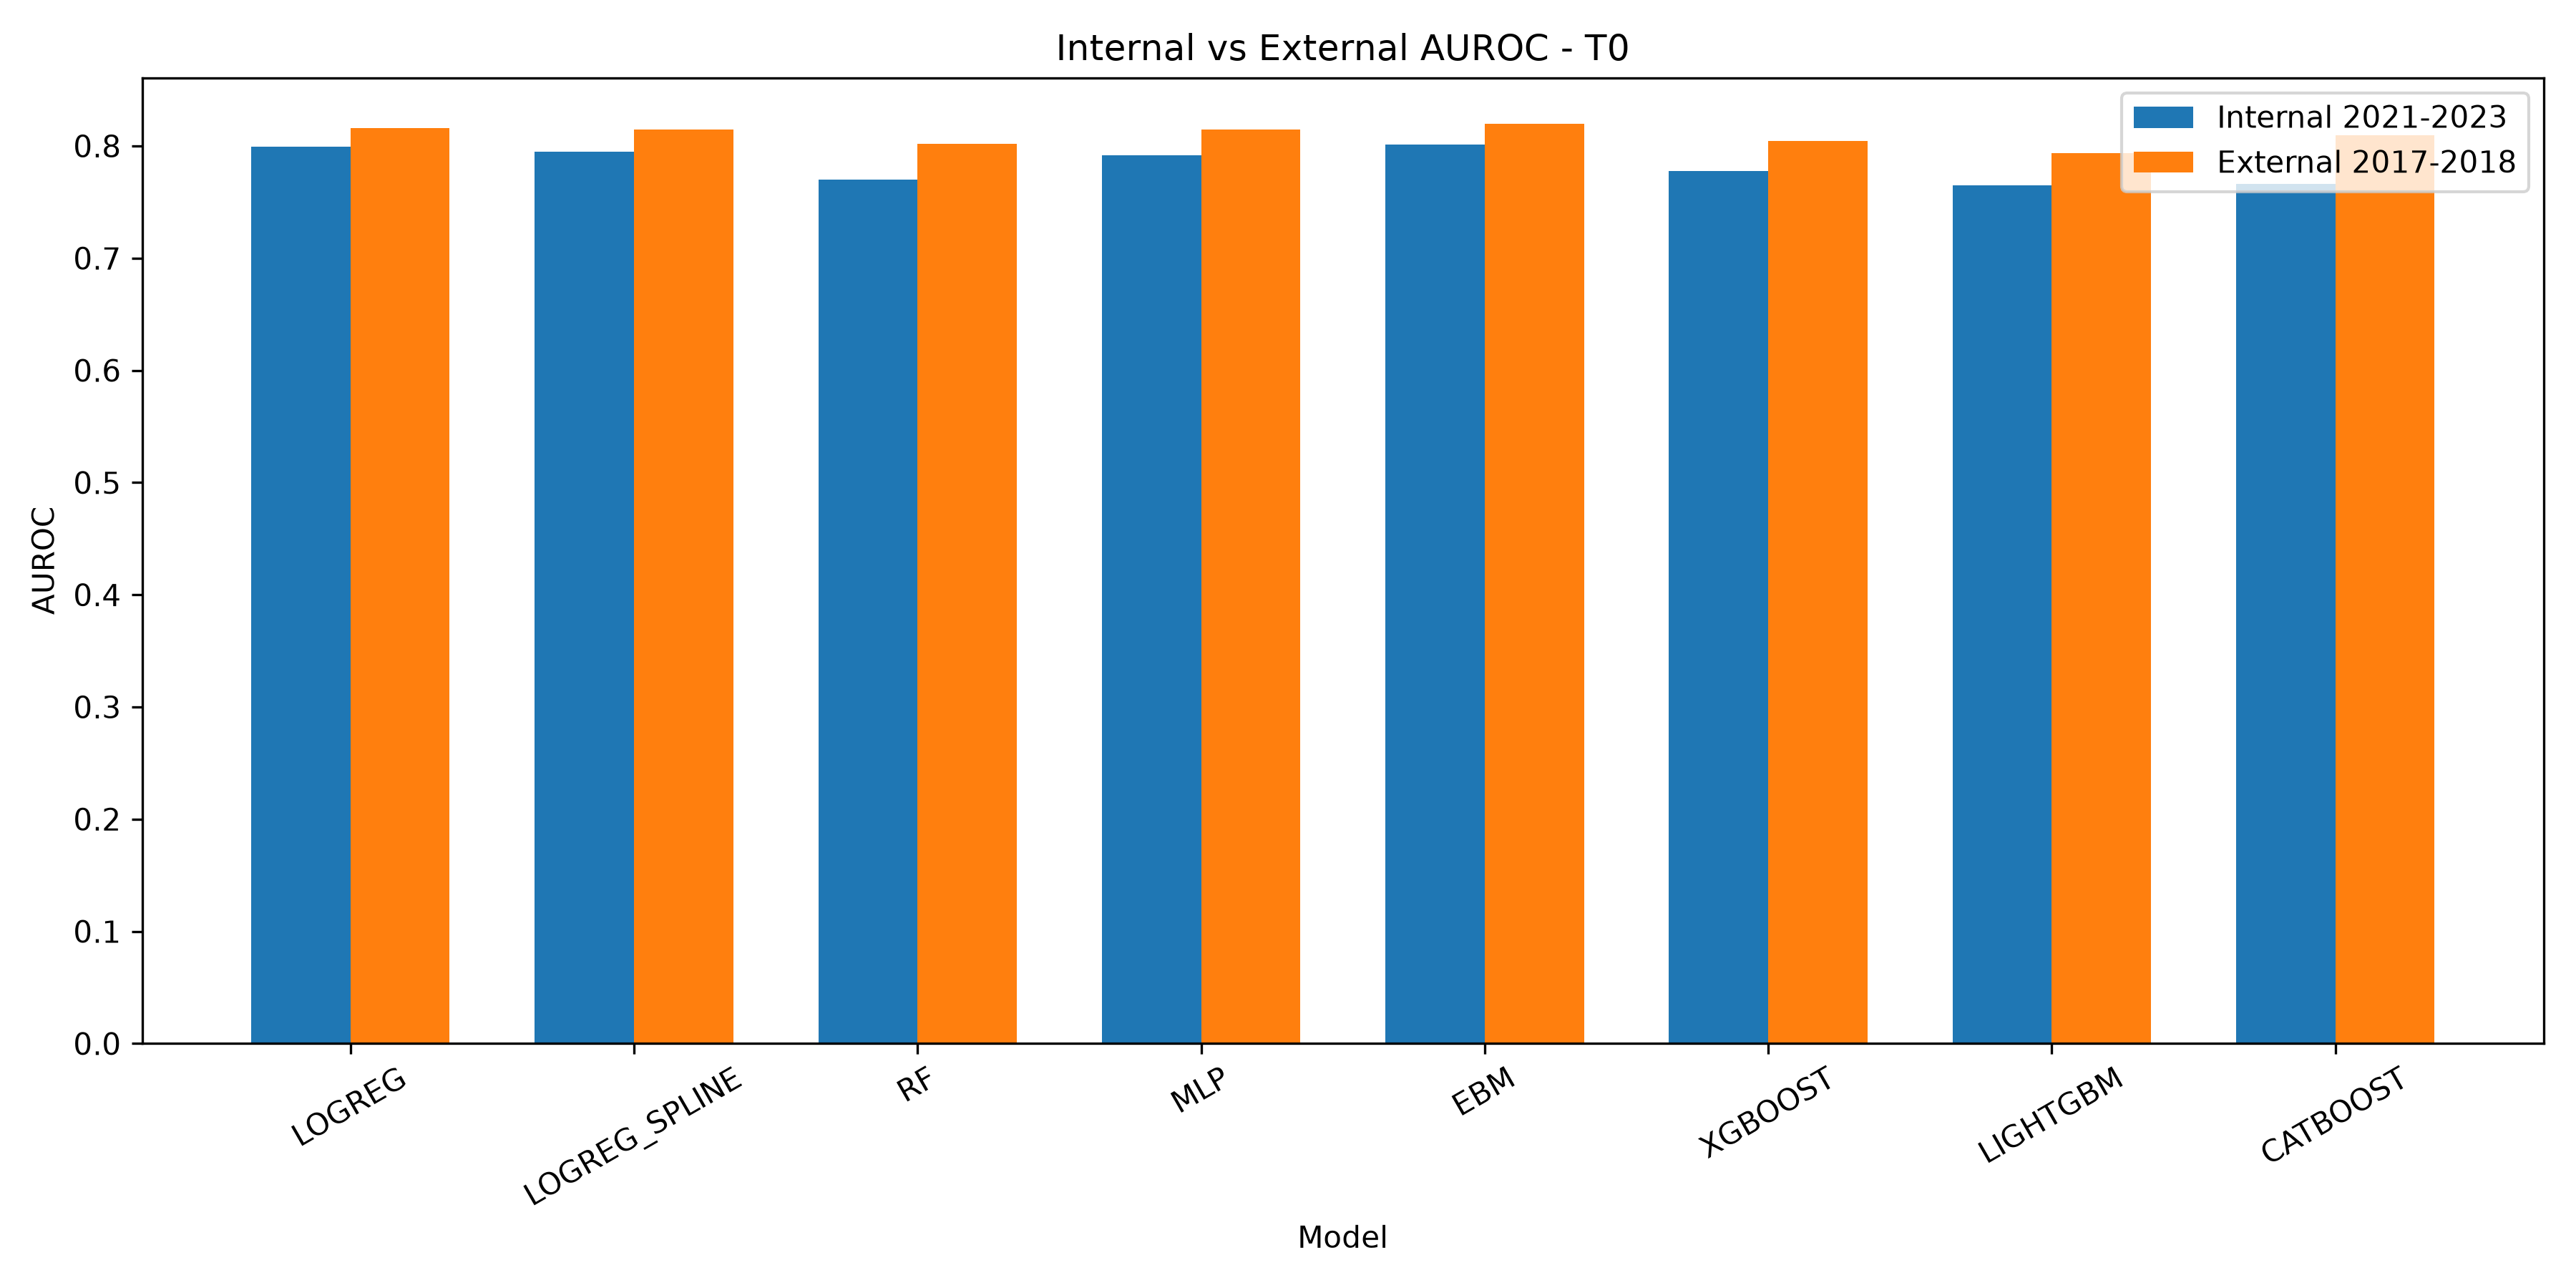 Internal vs External AUROC - T0
Internal 2021-2023
External 2017-2018
AUROC
0.8
0.7
0.6
0.5
0.4
0.3
0.2
0.1
0.0
LOGREG
LOGREG_SPLINE
RF
MLP
EBM
XGBOOST
LIGHTGBM
CATBOOST
Model